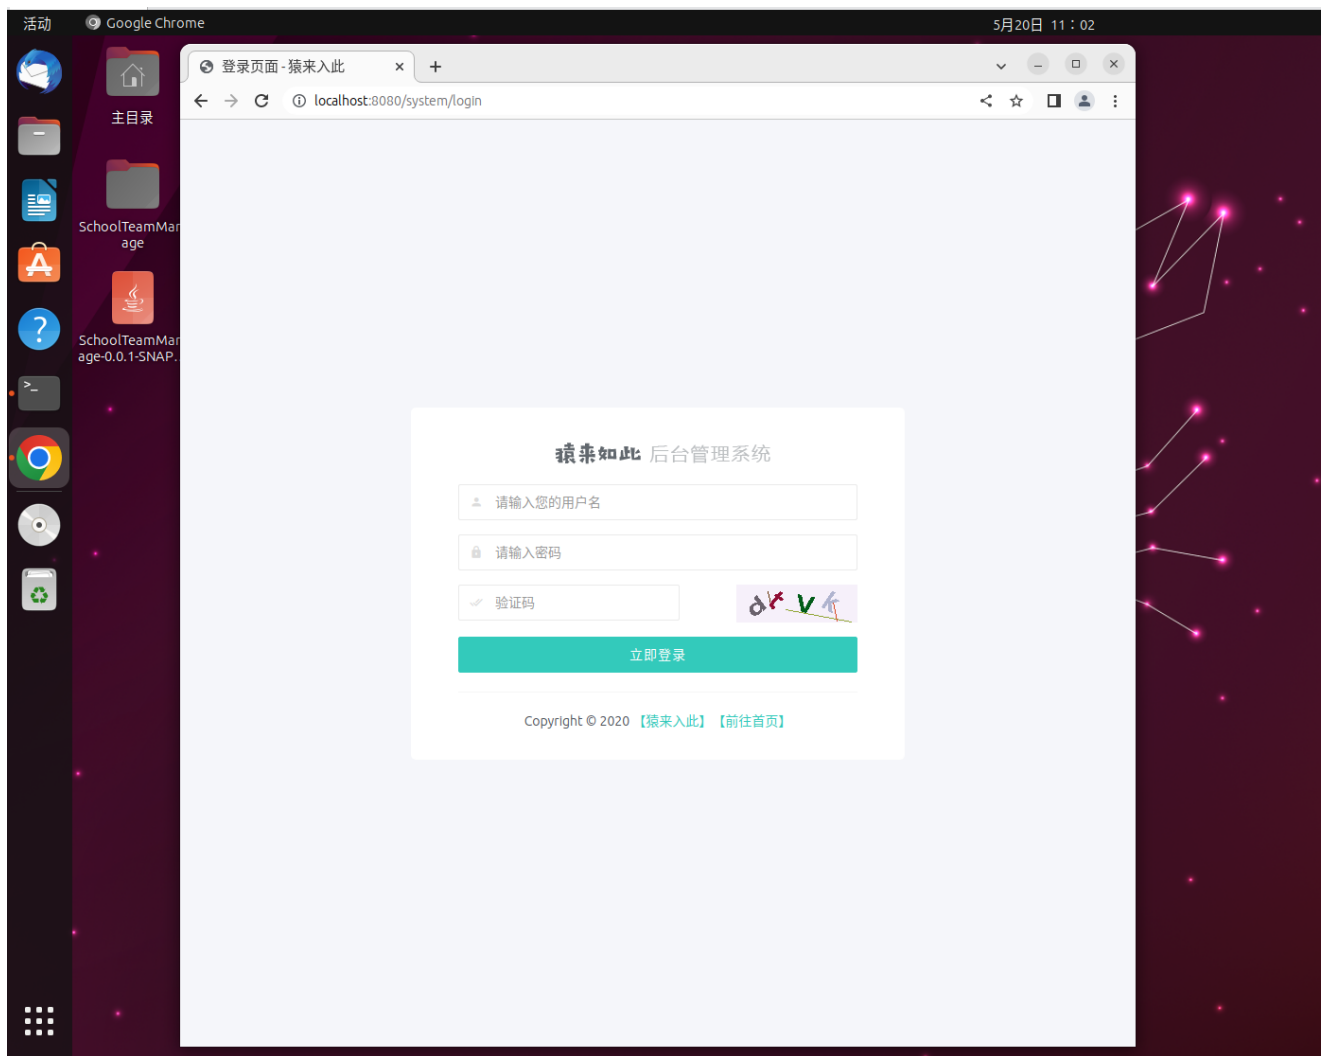 活动
Google Chrome
5月20日 11：02
登录页面 - 猿来入此
localhost:8080/system/login
主目录
SchoolTeamMan
age
SchoolTeamMan
age-0.0.1-SNAP...
猿来如此 后台管理系统
请输入您的用户名
请输入密码
验证码
立即登录
Copyright © 2020 【猿来入此】 【前往首页】